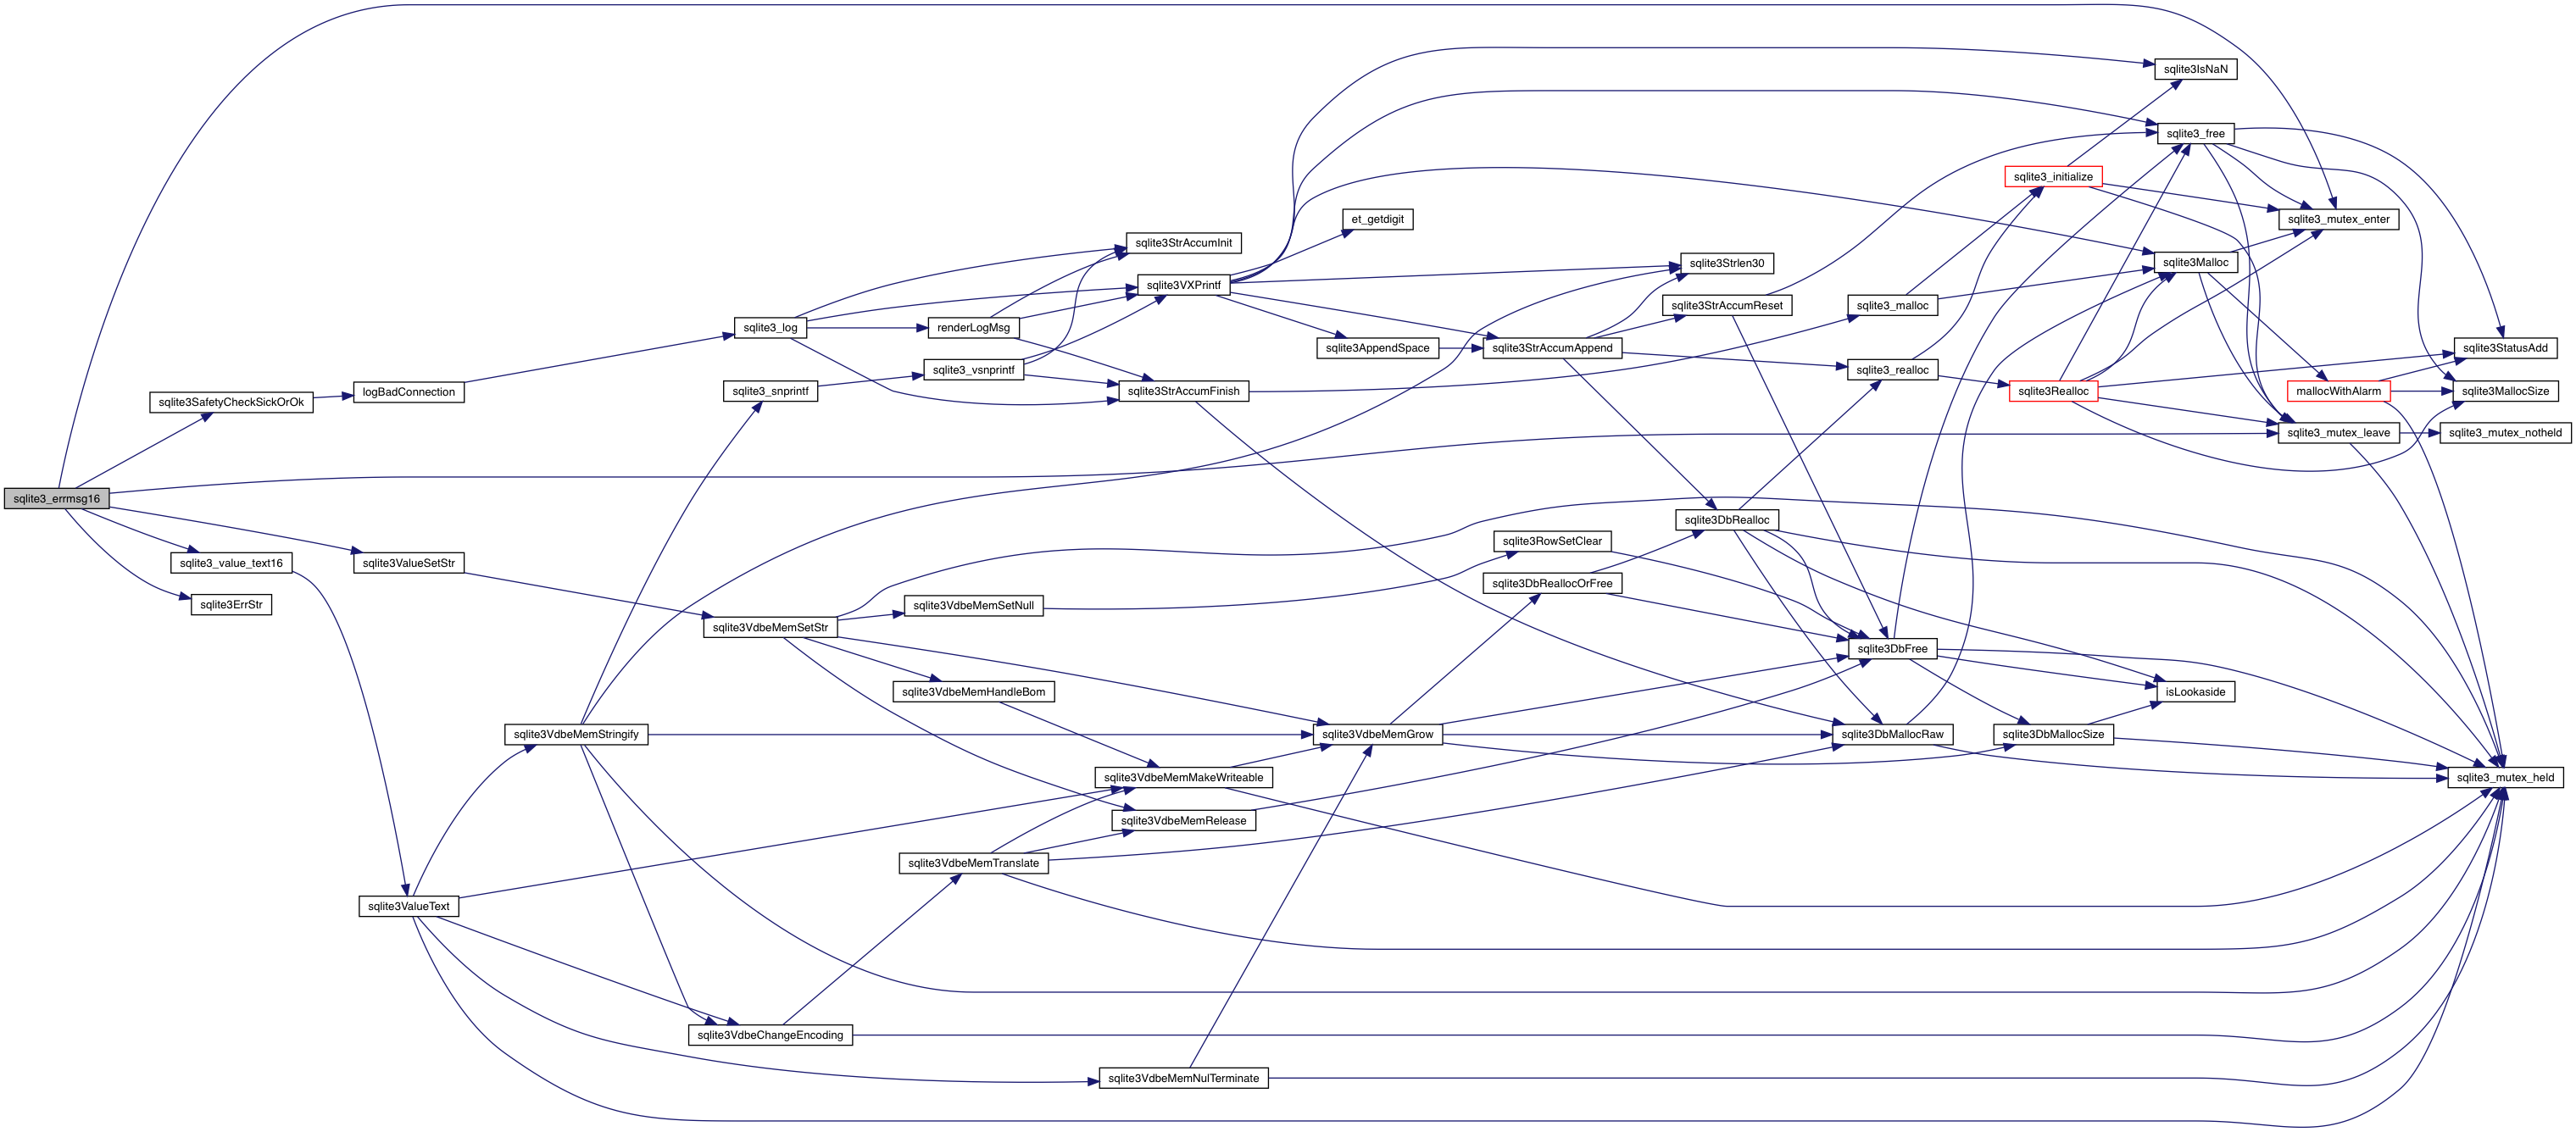 sqlite3_errmsg16
sqlite3SafetyCheckSickOrOk
sqlite3_value_text16
sqlite3ErrStr
logBadConnection
sqlite3ValueSetStr
sqlite3ValueText
sqlite3VdbeMemStringify
sqlite3_log
sqlite3_snprintf
sqlite3VdbeMemSetStr
sqlite3VdbeChangeEncoding
renderLogMsg
sqlite3_vsnprintf
sqlite3VdbeMemSetNull
sqlite3VdbeMemHandleBom
sqlite3VdbeMemTranslate
sqlite3StrAccumInit
sqlite3VXPrintf
sqlite3StrAccumFinish
sqlite3VdbeMemMakeWriteable
sqlite3VdbeMemRelease
sqlite3VdbeMemNulTerminate
et_getdigit
sqlite3AppendSpace
sqlite3VdbeMemGrow
sqlite3StrAccumAppend
sqlite3RowSetClear
sqlite3DbReallocOrFree
sqlite3Strlen30
sqlite3StrAccumReset
sqlite3DbRealloc
sqlite3_malloc
sqlite3_realloc
sqlite3DbFree
sqlite3DbMallocRaw
sqlite3_initialize
sqlite3Realloc
sqlite3DbMallocSize
sqlite3IsNaN
sqlite3_free
sqlite3Malloc
isLookaside
sqlite3_mutex_enter
mallocWithAlarm
sqlite3_mutex_leave
sqlite3StatusAdd
sqlite3MallocSize
sqlite3_mutex_notheld
sqlite3_mutex_held